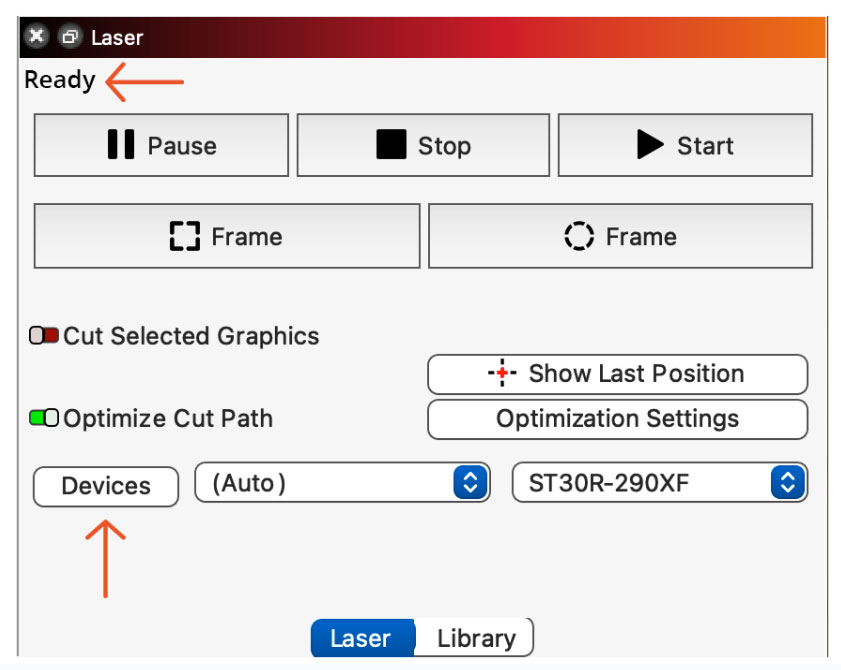 Laser
Ready
Pause Stop Start
Frame Frame
Cut Selected Graphics
Show Last Position
Optimize Cut Path Optimization Settings
Devices (Auto) ST30R-290XF
Laser Library